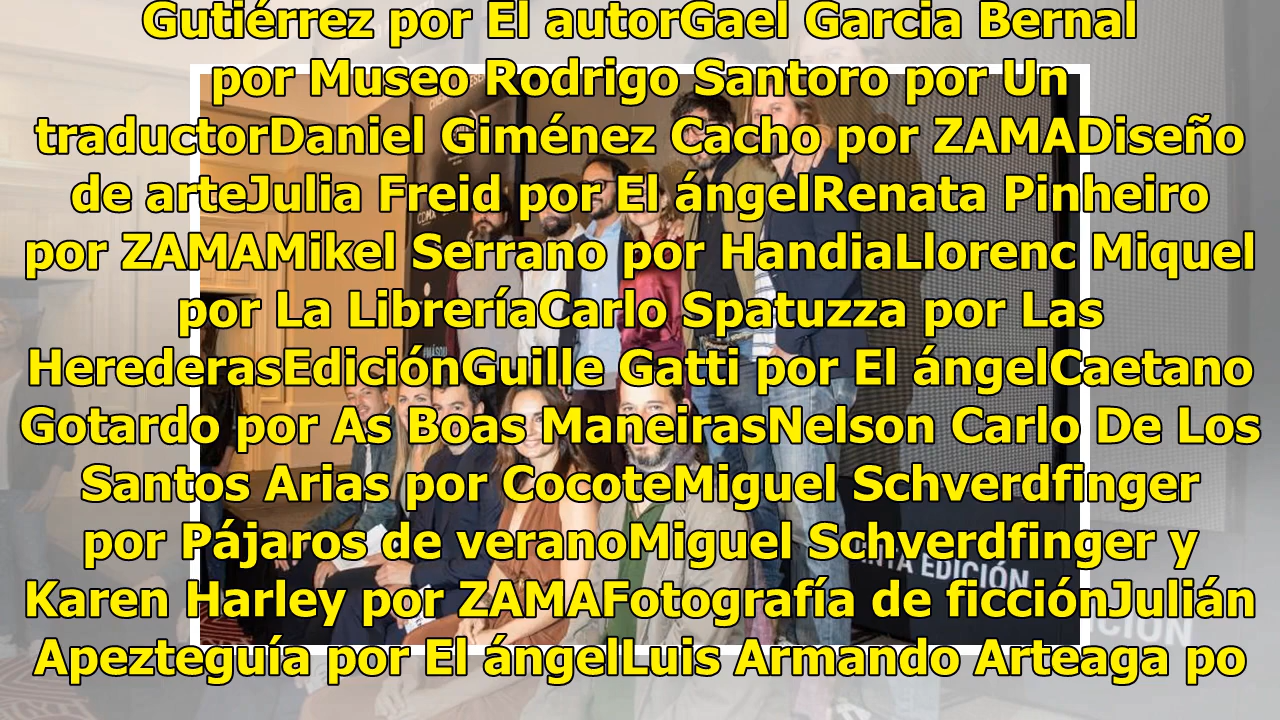 Gutiérrez por El autorGael Garcia Bernal
por Museo Rodrigo Santoro por Un
traductorDaniel Giménez Cacho por ZAMADiseño
de arteJulia Freid por El ángelRenata Pinheiro
por ZAMAMikel Serrano por HandiaLlorenc Miquel
por La LibreríaCarlo Spatuzza por Las
HerederasEdiciónGuille Gatti por El ángelCaetano
Gotardo por As Boas ManeirasNelson Carlo De Los
Santos Arias por CocoteMiguel Schverdfinger
por Pájaros de veranoMiguel Schverdfinger y
Karen Harley por ZAMAFotografía de ficciónJulián
Apezteguía por El ángelLuis Armando Arteaga po
EDICIÓN